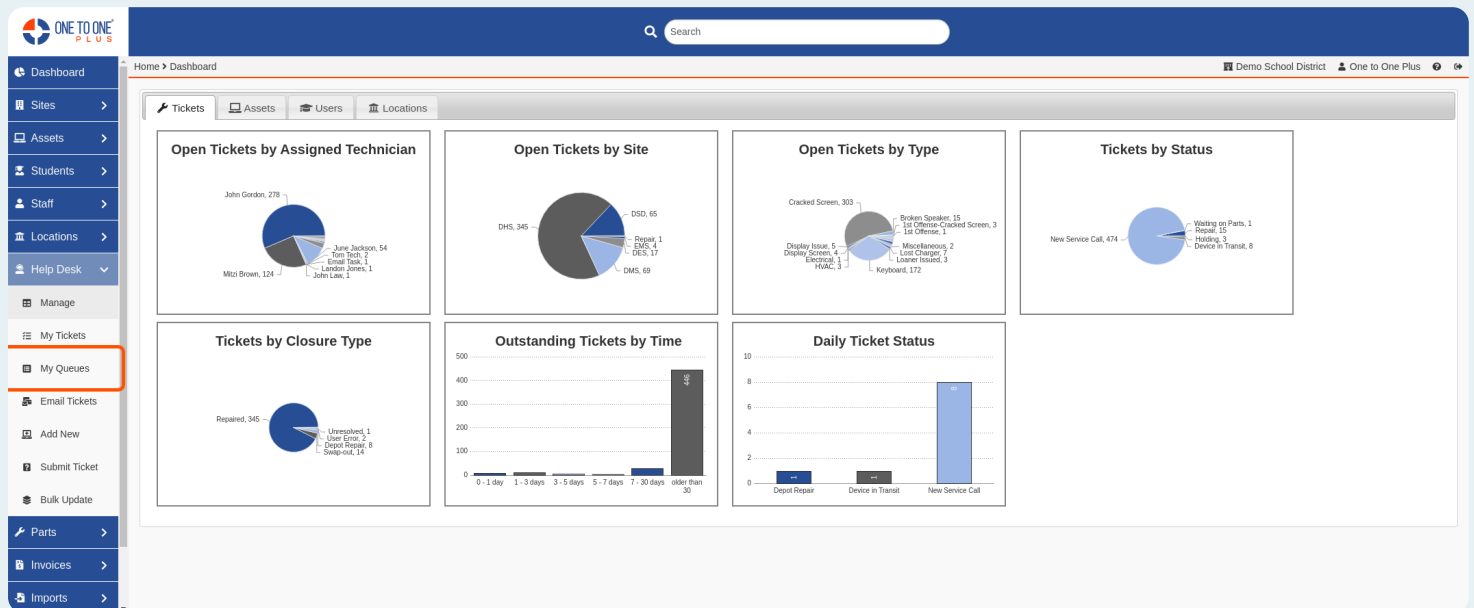 ONE TO ONE
PLUS
Search
Dashboard
Sites
Assets
Students
Staff
Locations
Help Desk
Manage
My Tickets
My Queues
Email Tickets
Add New
Submit Ticket
Bulk Update
Parts
Invoices
Imports
Home > Dashboard
Demo School District One to One Plus
Tickets Assets Users Locations
Open Tickets by Assigned Technician
John Gordon, 278
June Jackson, 54
Tom Tech, 2
Email Task, 1
Landon Jones, 1
John Law, 1
Mitzi Brown, 124
Open Tickets by Site
DHS, 345
DSD, 65
Repair, 1
EMS, 4
DES, 17
DMS, 69
Open Tickets by Type
Cracked Screen, 303
Broken Speaker, 15
1st Offense-Cracked Screen, 3
1st Offense, 1
Display Issue, 5
Display Screen, 4
Electrical, 1
HVAC, 3
Miscellaneous, 2
Lost Charger, 7
Loaner Issued, 3
Keyboard, 172
Tickets by Status
New Service Call, 474
Waiting on Parts, 1
Repair, 15
Holding, 3
Device in Transit, 8
Tickets by Closure Type
Repaired, 345
Unresolved, 1
User Error, 2
Depot Repair, 8
Swap-out, 14
Outstanding Tickets by Time
500
400
300
200
100
0
446
0 - 1 day 1 - 3 days 3 - 5 days 5 - 7 days 7 - 30 days older than
30
Daily Ticket Status
10
8
6
4
2
0
1 1 8
Depot Repair Device in Transit New Service Call